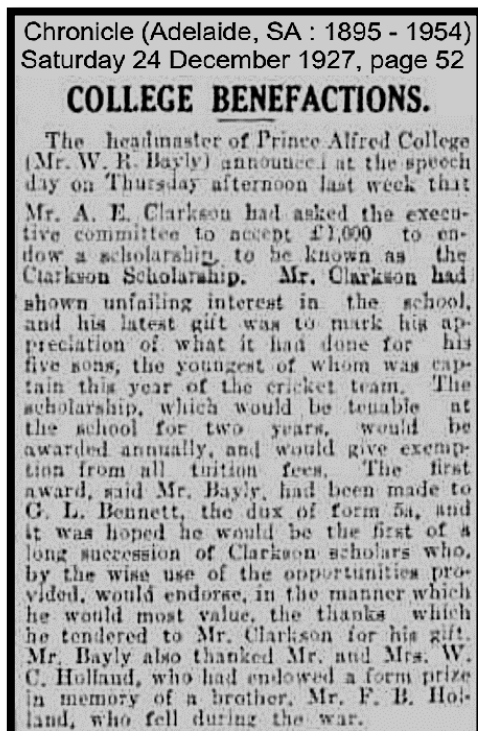 Chronicle (Adelaide, SA : 1895 - 1954)
Saturday 24 December 1927, page 52
COLLEGE BENEFACTIONS.
The headmaster of Prince Alfred College
(Mr. W. R. Bayly) announced at the speech
day on Thursday afternoon last week that
Mr. A. E. Clarkson had asked the execu-
tive committee to accept £1,000 to en-
dow a scholarship, to be known as the
Clarkson Scholarship. Mr. Clarkson had
shown unfailing interest in the school,
and his latest gift was to mark his ap-
preciation of what it had done for his
five sons, the youngest of whom was cap-
tain this year of the cricket team. The
scholarship, which would be tenable at
the school for two years, would be
awarded annually, and would give exemp-
tion from all tuition fees. The first
award, said Mr. Bayly, had been made to
G. L. Bennett, the dux of form 5a, and
it was hoped he would be the first of a
long succession of Clarkson scholars who,
by the wise use of the opportunities pro-
vided, would endorse, in the manner which
he would most value, the thanks which
he tendered to Mr. Clarkson for his gift.
Mr. Bayly also thanked Mr. and Mrs. W.
C. Holland, who had endowed a form prize
in memory of a brother, Mr. F. B. Hol-
land, who fell during the war.